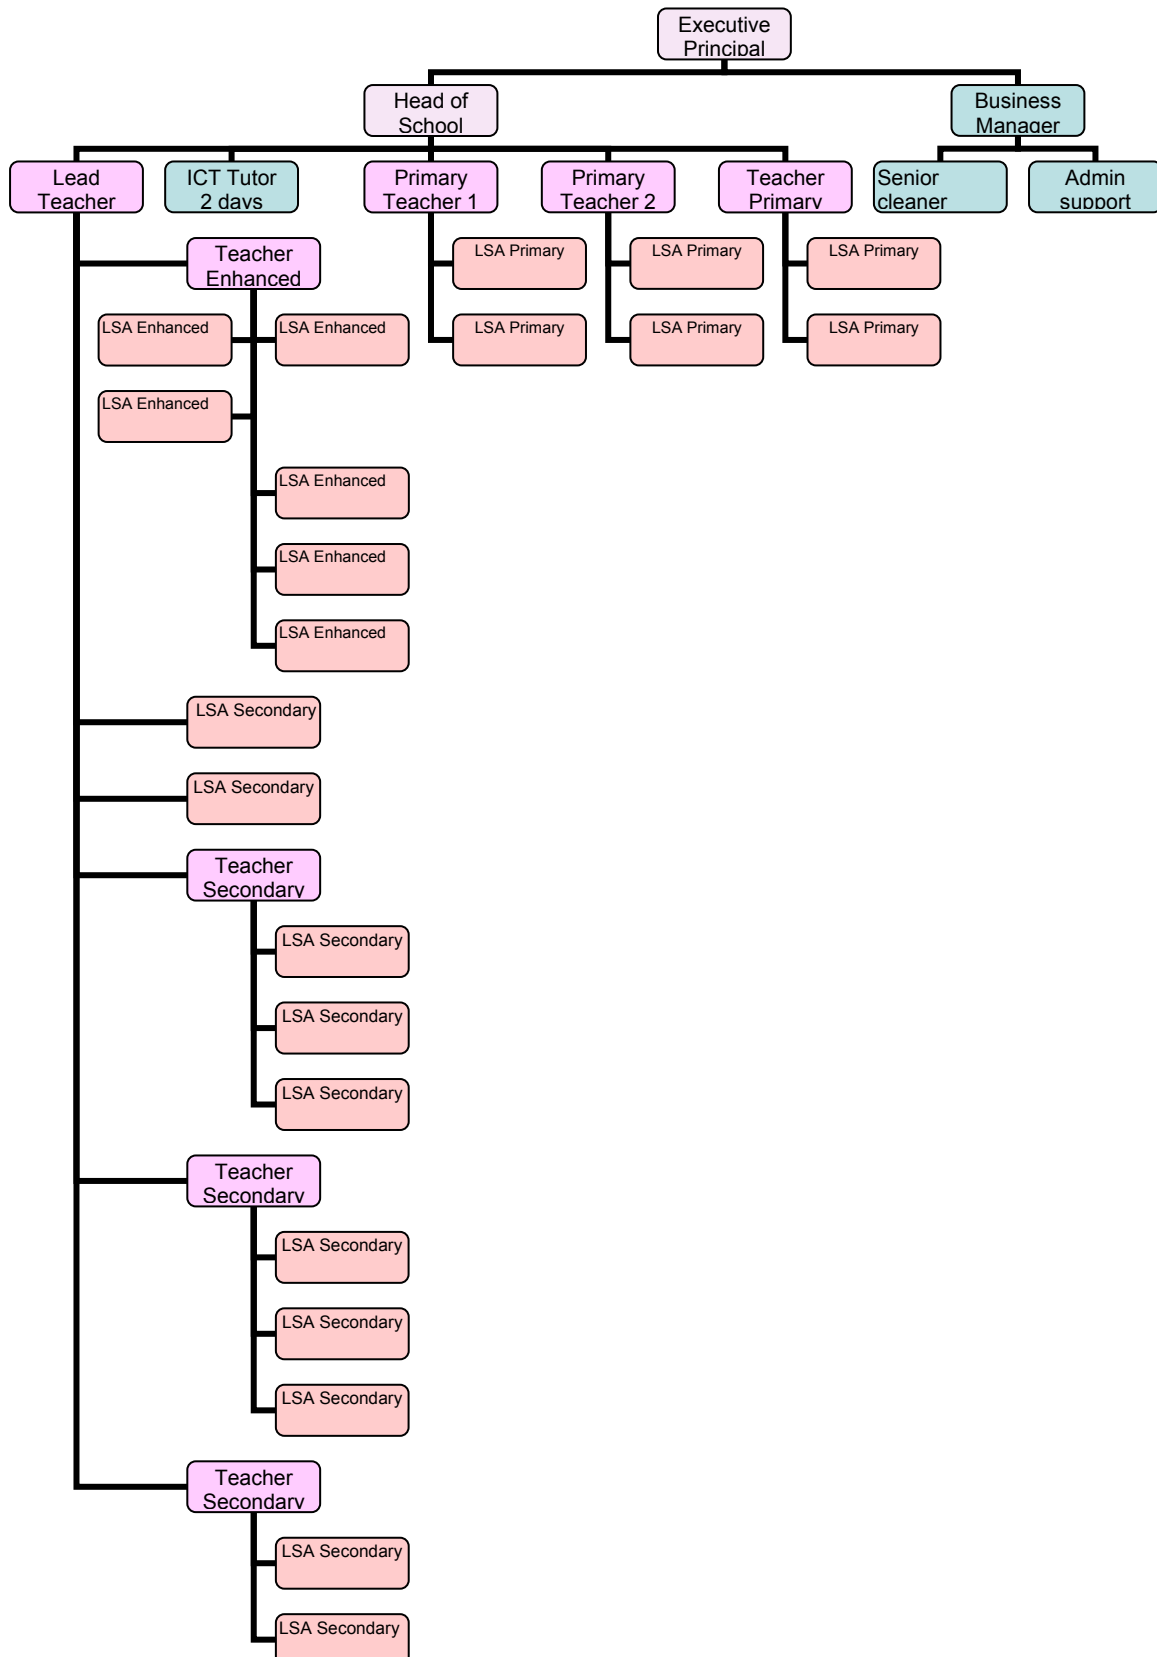 Executive
Principal
Head of
School
Business
Manager
Lead
Teacher
ICT Tutor
2 days
Primary
Teacher 1
Primary
Teacher 2
Teacher
Primary
Senior
cleaner
Admin
support
Teacher
Enhanced
LSA Primary
LSA Primary
LSA Primary
LSA Enhanced
LSA Enhanced
LSA Primary
LSA Primary
LSA Primary
LSA Enhanced
LSA Enhanced
LSA Enhanced
LSA Enhanced
LSA Secondary
LSA Secondary
Teacher
Secondary
LSA Secondary
LSA Secondary
LSA Secondary
Teacher
Secondary
LSA Secondary
LSA Secondary
LSA Secondary
Teacher
Secondary
LSA Secondary
LSA Secondary